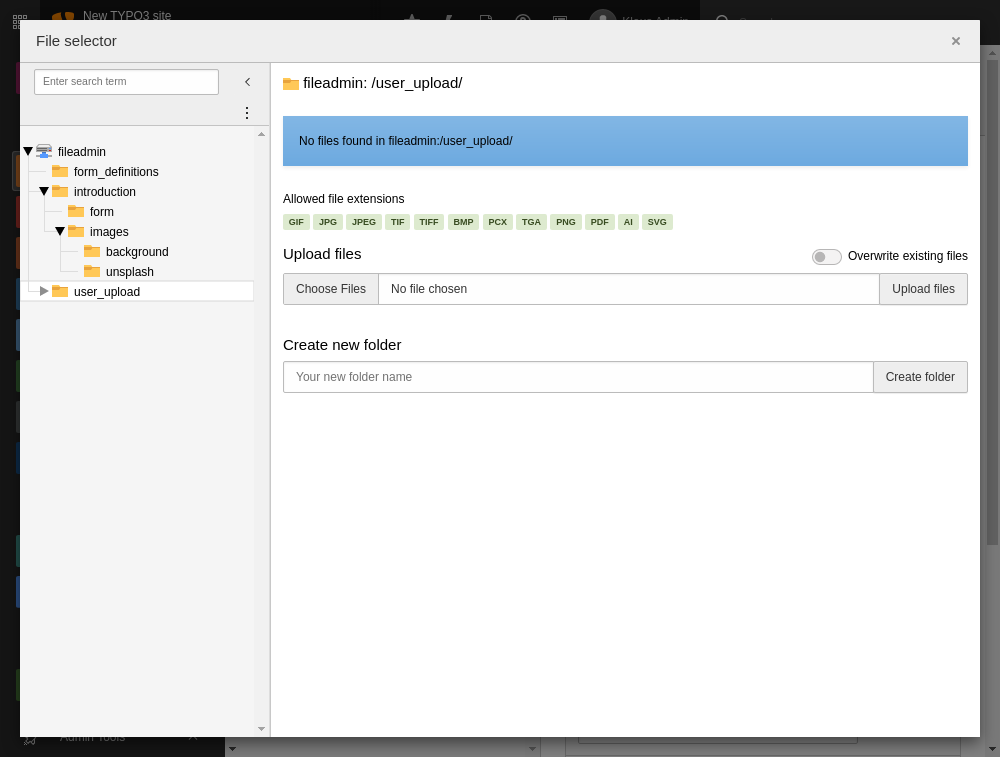 New TYPO3 site
Klaus Admin
File selector
Enter search term
fileadmin
form_definitions
introduction
form
images
background
unsplash
user_upload
fileadmin: /user_upload/
No files found in fileadmin:/user_upload/
Allowed file extensions
GIF JPG JPEG TIF TIFF BMP PCX TGA PNG PDF AI SVG
Upload files
Overwrite existing files
Choose Files No file chosen Upload files
Create new folder
Your new folder name Create folder
Admin Tools